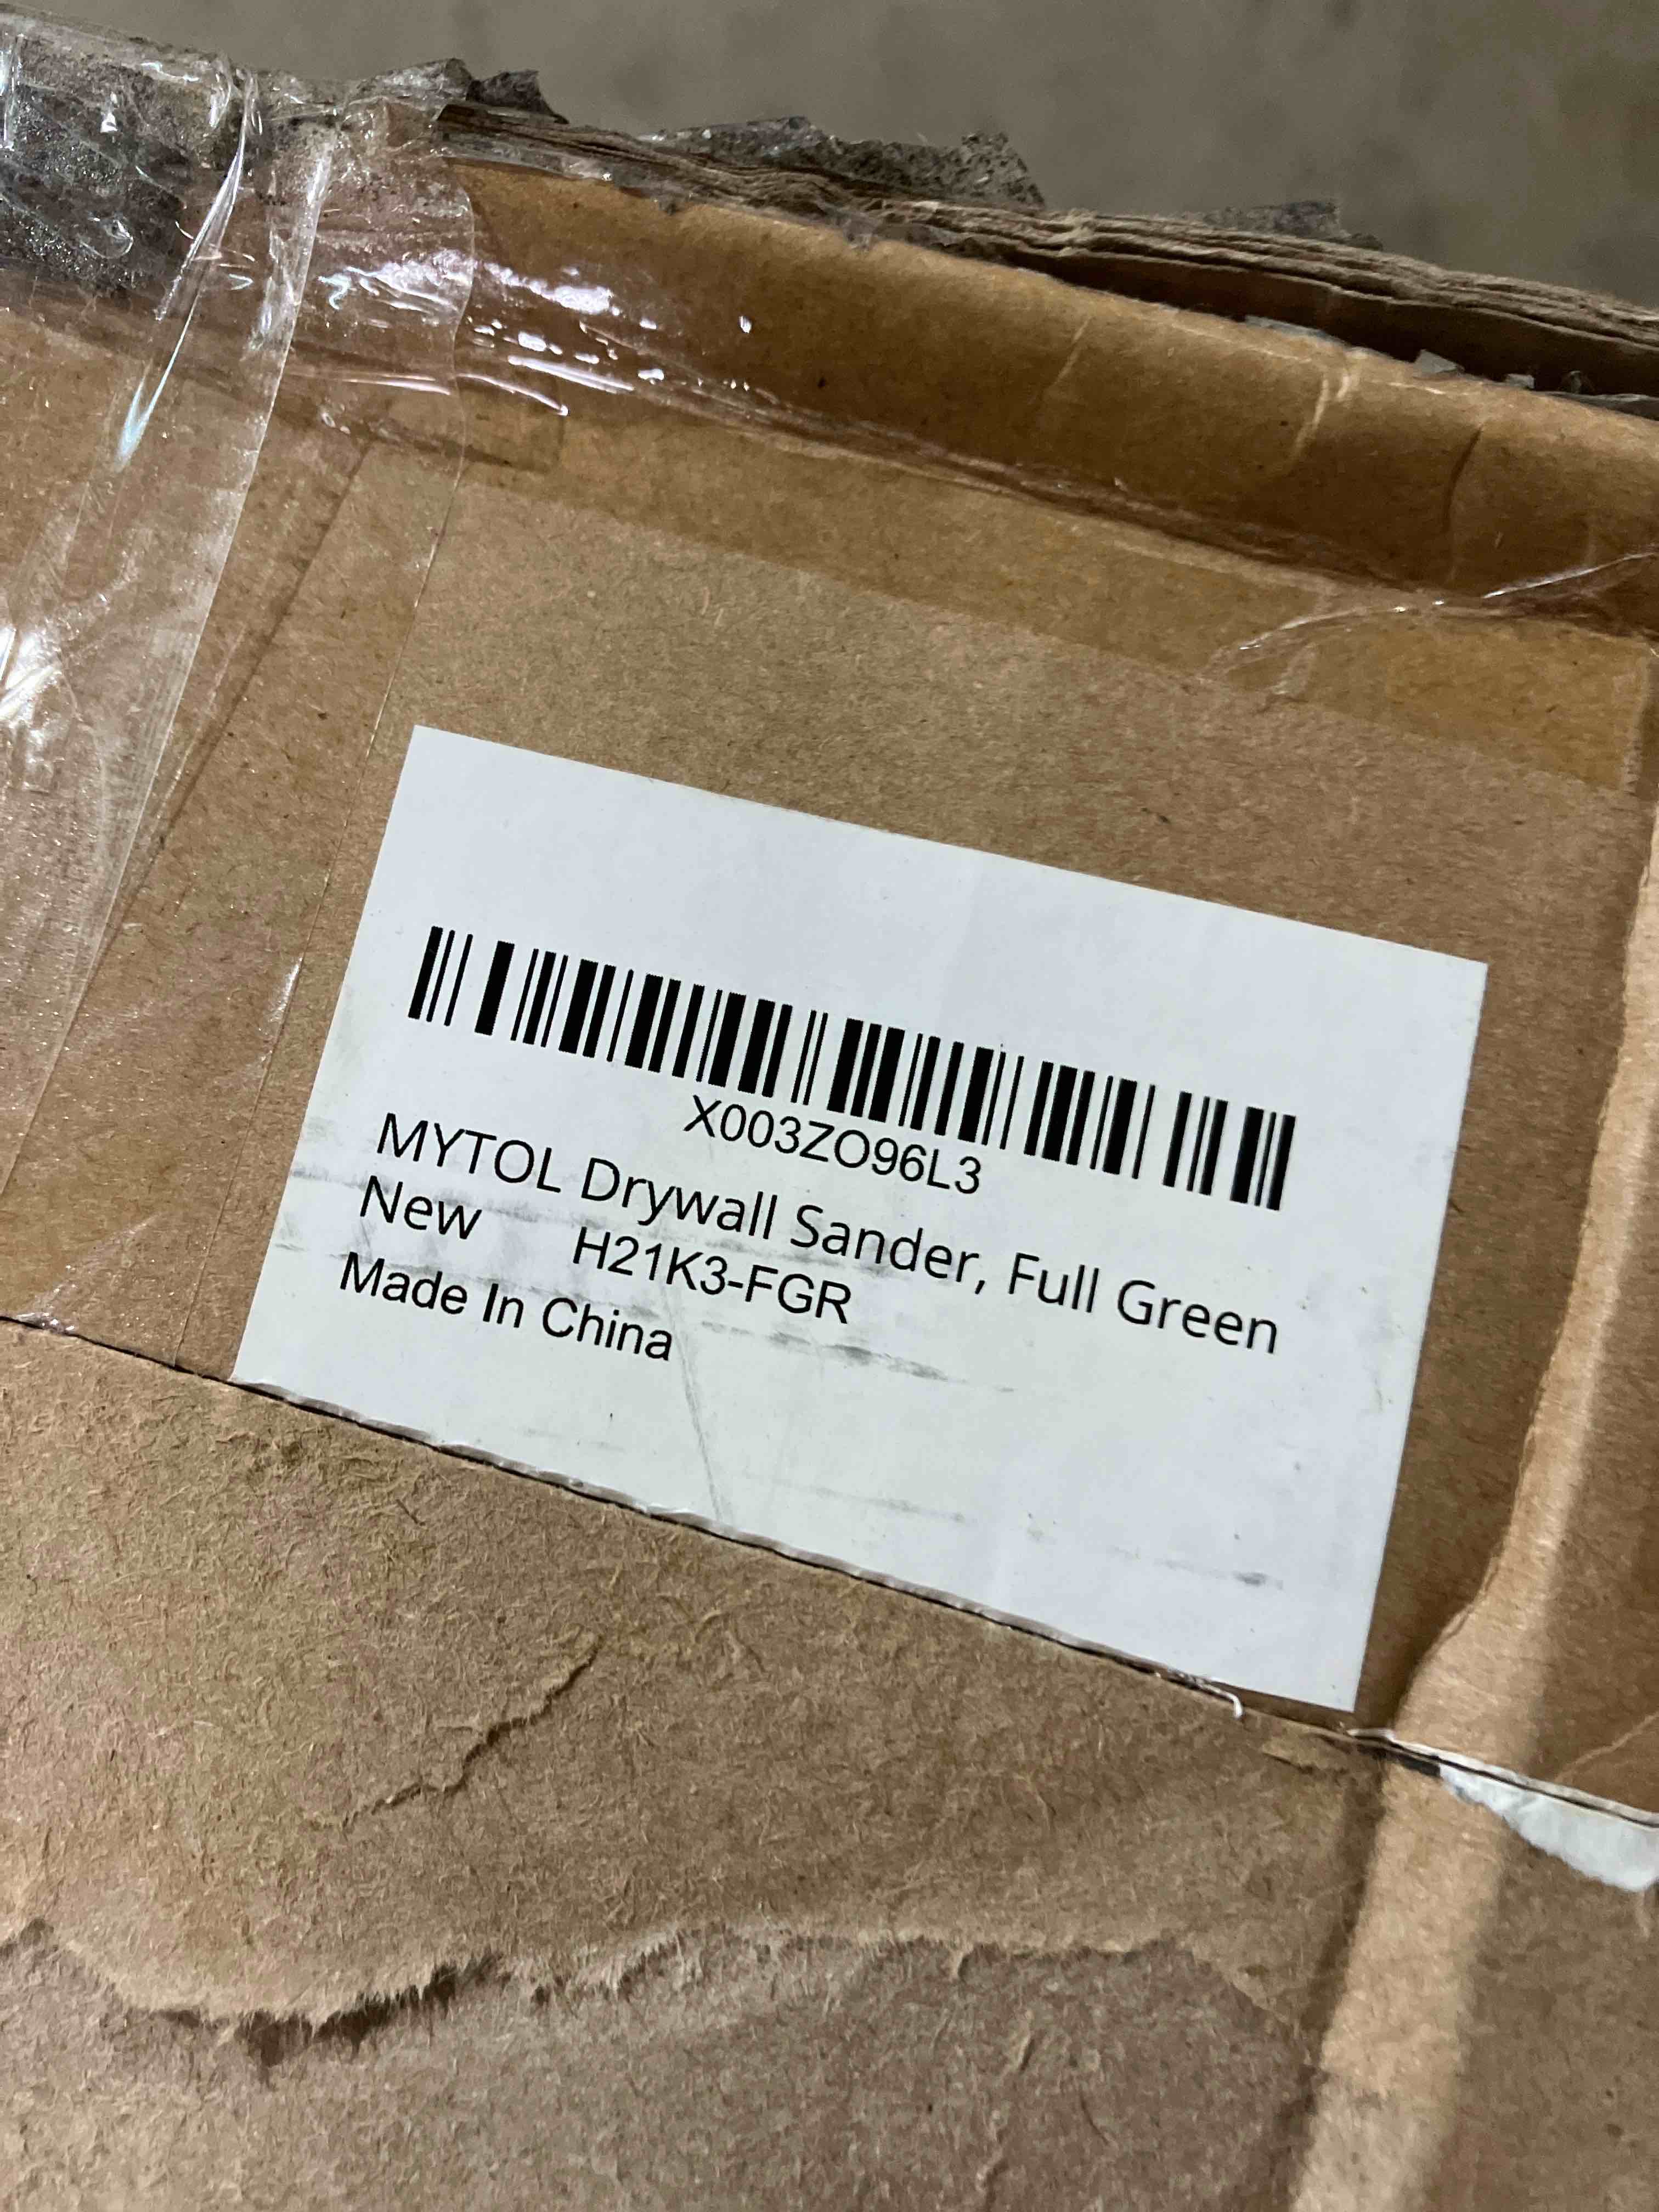 X003ZO96L3
MYTOL Drywall Sander, Full Green
New H21K3-FGR
Made In China